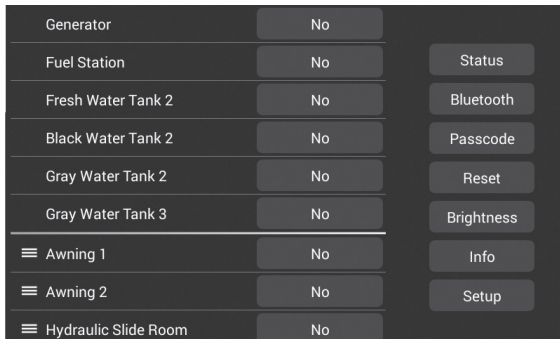 Generator No
Fuel Station No
Fresh Water Tank 2 No
Black Water Tank 2 No
Gray Water Tank 2 No
Gray Water Tank 3 No
Awning 1 No
Awning 2 No
Hydraulic Slide Room No
Status
Bluetooth
Passcode
Reset
Brightness
Info
Setup